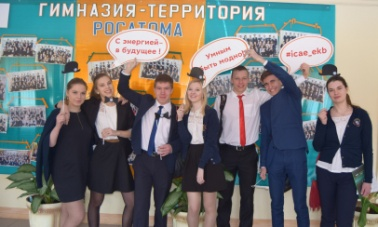 ГИМНАЗИЯ-ТЕРРИТОРИЯ
РОСАТОМА
С энергией -
в будущее !
Умным
быть модно
#icae_ekb